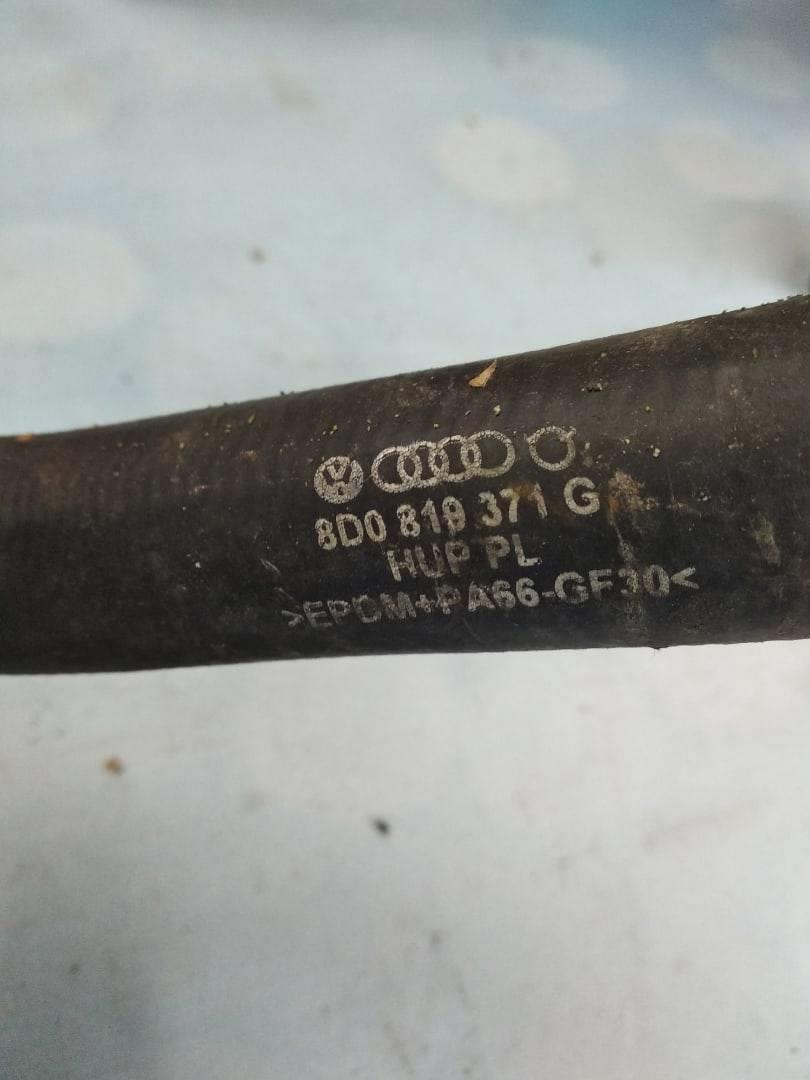 8D0 819 371 G
HUP PL
>EPDM+PA66-GF30<